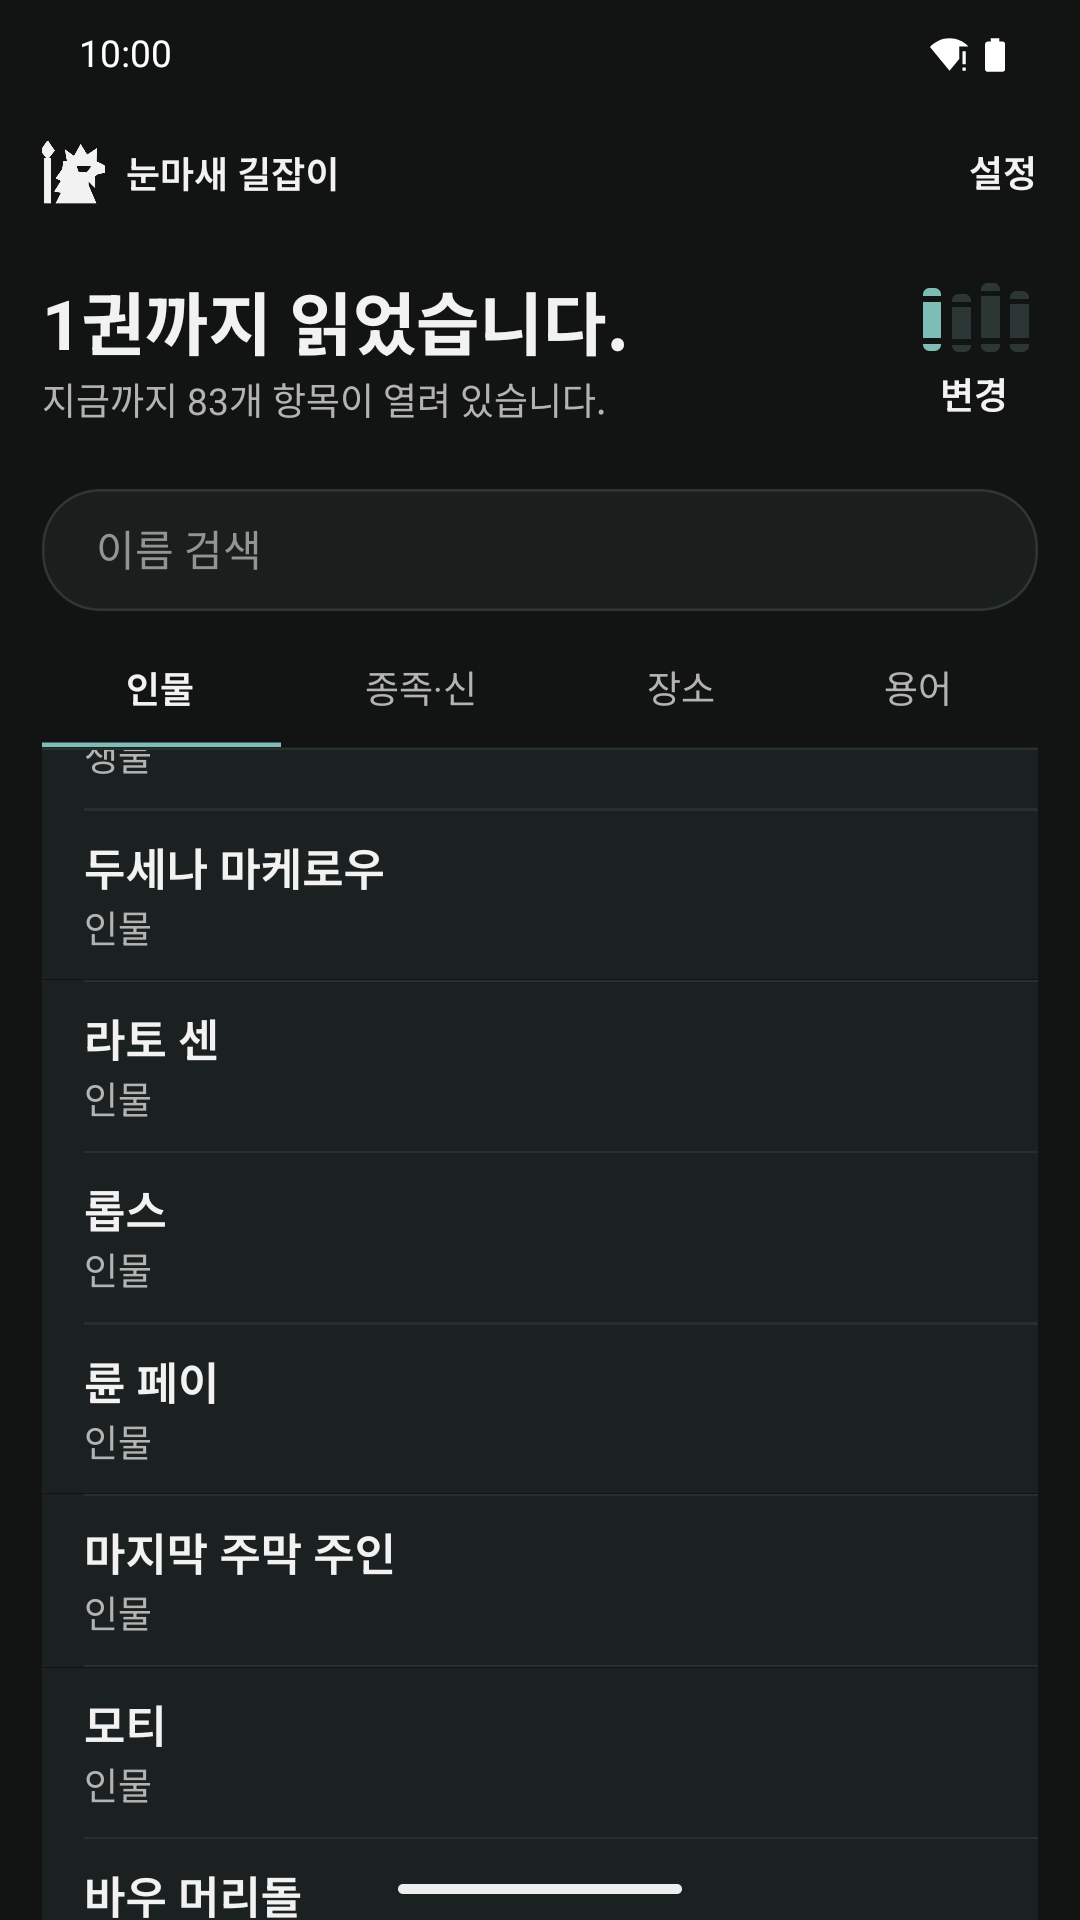 10:00
눈마새 길잡이
설정
1권까지 읽었습니다.
지금까지 83개 항목이 열려 있습니다.
변경
이름 검색
인물
종족·신
장소
용어
생물
두세나 마케로우
인물
라토 센
인물
롭스
인물
륜 페이
인물
마지막 주막 주인
인물
모티
인물
바우 머리돌